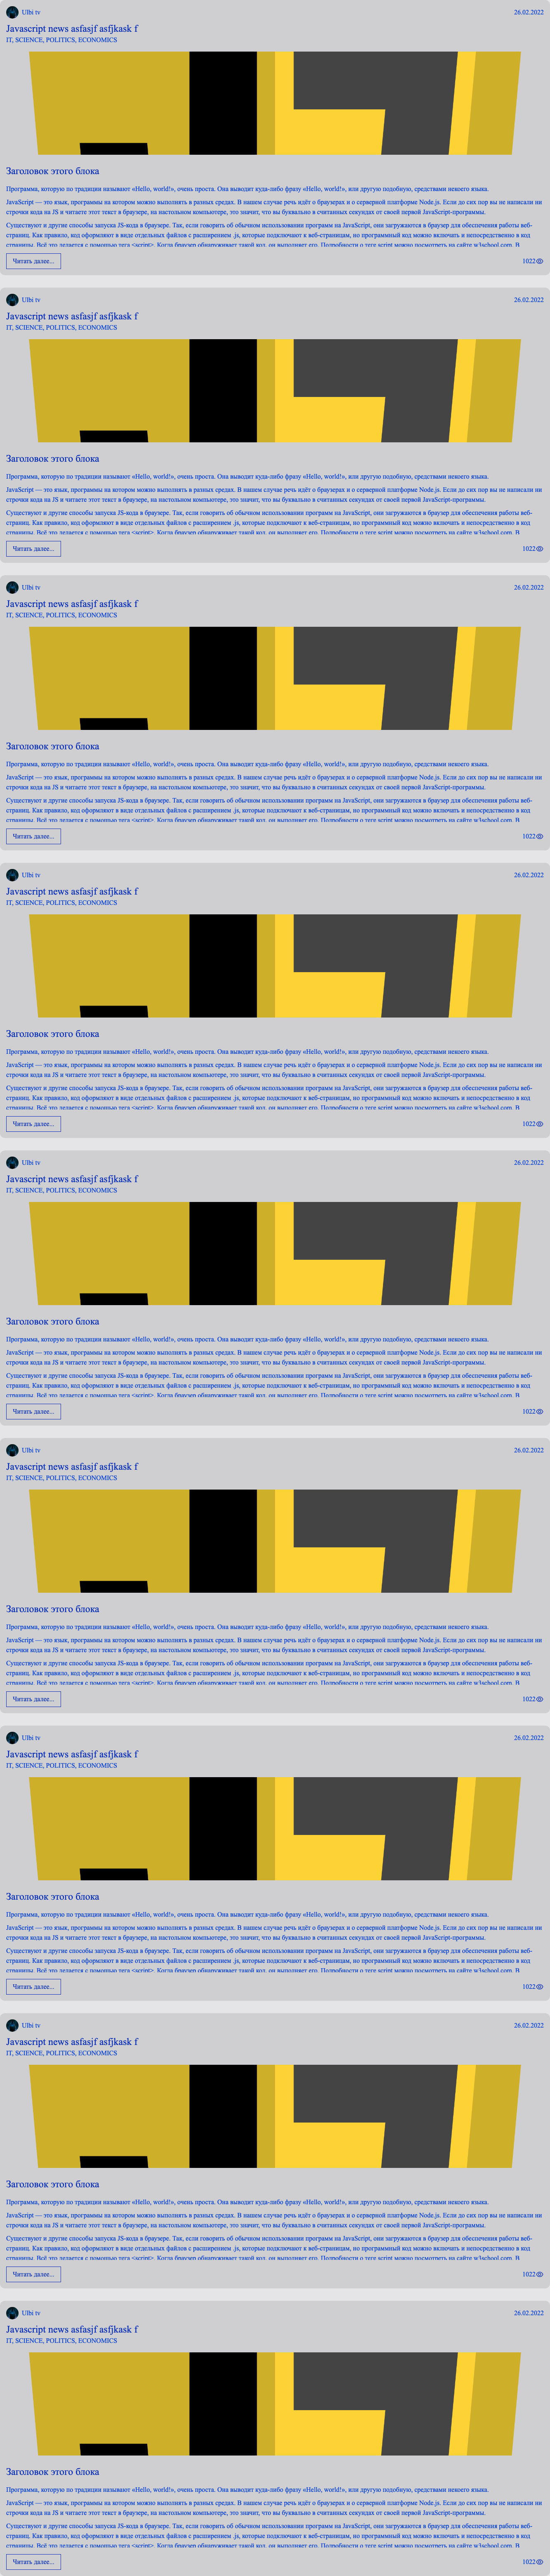 Ulbi tv 26.02.2022
Javascript news asfasjf asfjkask f
IT, SCIENCE, POLITICS, ECONOMICS
Заголовок этого блока
Программа, которую по традиции называют «Hello, world!», очень проста. Она выводит куда-либо фразу «Hello, world!», или другую подобную, средствами некоего языка.
JavaScript — это язык, программы на котором можно выполнять в разных средах. В нашем случае речь идёт о браузерах и о серверной платформе Node.js. Если до сих пор вы не написали ни
строчки кода на JS и читаете этот текст в браузере, на настольном компьютере, это значит, что вы буквально в считанных секундах от своей первой JavaScript-программы.
Существуют и другие способы запуска JS-кода в браузере. Так, если говорить об обычном использовании программ на JavaScript, они загружаются в браузер для обеспечения работы веб-
страниц. Как правило, код оформляют в виде отдельных файлов с расширением .js, которые подключают к веб-страницам, но программный код можно включать и непосредственно в код
страницы. Всё это делается с помощью тега <script>. Когда браузер обнаруживает такой код, он выполняет его. Подробности о теге script можно посмотреть на сайте w3school.com. В
Читать далее... 1022
Ulbi tv 26.02.2022
Javascript news asfasjf asfjkask f
IT, SCIENCE, POLITICS, ECONOMICS
Заголовок этого блока
Программа, которую по традиции называют «Hello, world!», очень проста. Она выводит куда-либо фразу «Hello, world!», или другую подобную, средствами некоего языка.
JavaScript — это язык, программы на котором можно выполнять в разных средах. В нашем случае речь идёт о браузерах и о серверной платформе Node.js. Если до сих пор вы не написали ни
строчки кода на JS и читаете этот текст в браузере, на настольном компьютере, это значит, что вы буквально в считанных секундах от своей первой JavaScript-программы.
Существуют и другие способы запуска JS-кода в браузере. Так, если говорить об обычном использовании программ на JavaScript, они загружаются в браузер для обеспечения работы веб-
страниц. Как правило, код оформляют в виде отдельных файлов с расширением .js, которые подключают к веб-страницам, но программный код можно включать и непосредственно в код
страницы. Всё это делается с помощью тега <script>. Когда браузер обнаруживает такой код, он выполняет его. Подробности о теге script можно посмотреть на сайте w3school.com. В
Читать далее... 1022
Ulbi tv 26.02.2022
Javascript news asfasjf asfjkask f
IT, SCIENCE, POLITICS, ECONOMICS
Заголовок этого блока
Программа, которую по традиции называют «Hello, world!», очень проста. Она выводит куда-либо фразу «Hello, world!», или другую подобную, средствами некоего языка.
JavaScript — это язык, программы на котором можно выполнять в разных средах. В нашем случае речь идёт о браузерах и о серверной платформе Node.js. Если до сих пор вы не написали ни
строчки кода на JS и читаете этот текст в браузере, на настольном компьютере, это значит, что вы буквально в считанных секундах от своей первой JavaScript-программы.
Существуют и другие способы запуска JS-кода в браузере. Так, если говорить об обычном использовании программ на JavaScript, они загружаются в браузер для обеспечения работы веб-
страниц. Как правило, код оформляют в виде отдельных файлов с расширением .js, которые подключают к веб-страницам, но программный код можно включать и непосредственно в код
страницы. Всё это делается с помощью тега <script>. Когда браузер обнаруживает такой код, он выполняет его. Подробности о теге script можно посмотреть на сайте w3school.com. В
Читать далее... 1022
Ulbi tv 26.02.2022
Javascript news asfasjf asfjkask f
IT, SCIENCE, POLITICS, ECONOMICS
Заголовок этого блока
Программа, которую по традиции называют «Hello, world!», очень проста. Она выводит куда-либо фразу «Hello, world!», или другую подобную, средствами некоего языка.
JavaScript — это язык, программы на котором можно выполнять в разных средах. В нашем случае речь идёт о браузерах и о серверной платформе Node.js. Если до сих пор вы не написали ни
строчки кода на JS и читаете этот текст в браузере, на настольном компьютере, это значит, что вы буквально в считанных секундах от своей первой JavaScript-программы.
Существуют и другие способы запуска JS-кода в браузере. Так, если говорить об обычном использовании программ на JavaScript, они загружаются в браузер для обеспечения работы веб-
страниц. Как правило, код оформляют в виде отдельных файлов с расширением .js, которые подключают к веб-страницам, но программный код можно включать и непосредственно в код
страницы. Всё это делается с помощью тега <script>. Когда браузер обнаруживает такой код, он выполняет его. Подробности о теге script можно посмотреть на сайте w3school.com. В
Читать далее... 1022
Ulbi tv 26.02.2022
Javascript news asfasjf asfjkask f
IT, SCIENCE, POLITICS, ECONOMICS
Заголовок этого блока
Программа, которую по традиции называют «Hello, world!», очень проста. Она выводит куда-либо фразу «Hello, world!», или другую подобную, средствами некоего языка.
JavaScript — это язык, программы на котором можно выполнять в разных средах. В нашем случае речь идёт о браузерах и о серверной платформе Node.js. Если до сих пор вы не написали ни
строчки кода на JS и читаете этот текст в браузере, на настольном компьютере, это значит, что вы буквально в считанных секундах от своей первой JavaScript-программы.
Существуют и другие способы запуска JS-кода в браузере. Так, если говорить об обычном использовании программ на JavaScript, они загружаются в браузер для обеспечения работы веб-
страниц. Как правило, код оформляют в виде отдельных файлов с расширением .js, которые подключают к веб-страницам, но программный код можно включать и непосредственно в код
страницы. Всё это делается с помощью тега <script>. Когда браузер обнаруживает такой код, он выполняет его. Подробности о теге script можно посмотреть на сайте w3school.com. В
Читать далее... 1022
Ulbi tv 26.02.2022
Javascript news asfasjf asfjkask f
IT, SCIENCE, POLITICS, ECONOMICS
Заголовок этого блока
Программа, которую по традиции называют «Hello, world!», очень проста. Она выводит куда-либо фразу «Hello, world!», или другую подобную, средствами некоего языка.
JavaScript — это язык, программы на котором можно выполнять в разных средах. В нашем случае речь идёт о браузерах и о серверной платформе Node.js. Если до сих пор вы не написали ни
строчки кода на JS и читаете этот текст в браузере, на настольном компьютере, это значит, что вы буквально в считанных секундах от своей первой JavaScript-программы.
Существуют и другие способы запуска JS-кода в браузере. Так, если говорить об обычном использовании программ на JavaScript, они загружаются в браузер для обеспечения работы веб-
страниц. Как правило, код оформляют в виде отдельных файлов с расширением .js, которые подключают к веб-страницам, но программный код можно включать и непосредственно в код
страницы. Всё это делается с помощью тега <script>. Когда браузер обнаруживает такой код, он выполняет его. Подробности о теге script можно посмотреть на сайте w3school.com. В
Читать далее... 1022
Ulbi tv 26.02.2022
Javascript news asfasjf asfjkask f
IT, SCIENCE, POLITICS, ECONOMICS
Заголовок этого блока
Программа, которую по традиции называют «Hello, world!», очень проста. Она выводит куда-либо фразу «Hello, world!», или другую подобную, средствами некоего языка.
JavaScript — это язык, программы на котором можно выполнять в разных средах. В нашем случае речь идёт о браузерах и о серверной платформе Node.js. Если до сих пор вы не написали ни
строчки кода на JS и читаете этот текст в браузере, на настольном компьютере, это значит, что вы буквально в считанных секундах от своей первой JavaScript-программы.
Существуют и другие способы запуска JS-кода в браузере. Так, если говорить об обычном использовании программ на JavaScript, они загружаются в браузер для обеспечения работы веб-
страниц. Как правило, код оформляют в виде отдельных файлов с расширением .js, которые подключают к веб-страницам, но программный код можно включать и непосредственно в код
страницы. Всё это делается с помощью тега <script>. Когда браузер обнаруживает такой код, он выполняет его. Подробности о теге script можно посмотреть на сайте w3school.com. В
Читать далее... 1022
Ulbi tv 26.02.2022
Javascript news asfasjf asfjkask f
IT, SCIENCE, POLITICS, ECONOMICS
Заголовок этого блока
Программа, которую по традиции называют «Hello, world!», очень проста. Она выводит куда-либо фразу «Hello, world!», или другую подобную, средствами некоего языка.
JavaScript — это язык, программы на котором можно выполнять в разных средах. В нашем случае речь идёт о браузерах и о серверной платформе Node.js. Если до сих пор вы не написали ни
строчки кода на JS и читаете этот текст в браузере, на настольном компьютере, это значит, что вы буквально в считанных секундах от своей первой JavaScript-программы.
Существуют и другие способы запуска JS-кода в браузере. Так, если говорить об обычном использовании программ на JavaScript, они загружаются в браузер для обеспечения работы веб-
страниц. Как правило, код оформляют в виде отдельных файлов с расширением .js, которые подключают к веб-страницам, но программный код можно включать и непосредственно в код
страницы. Всё это делается с помощью тега <script>. Когда браузер обнаруживает такой код, он выполняет его. Подробности о теге script можно посмотреть на сайте w3school.com. В
Читать далее... 1022
Ulbi tv 26.02.2022
Javascript news asfasjf asfjkask f
IT, SCIENCE, POLITICS, ECONOMICS
Заголовок этого блока
Программа, которую по традиции называют «Hello, world!», очень проста. Она выводит куда-либо фразу «Hello, world!», или другую подобную, средствами некоего языка.
JavaScript — это язык, программы на котором можно выполнять в разных средах. В нашем случае речь идёт о браузерах и о серверной платформе Node.js. Если до сих пор вы не написали ни
строчки кода на JS и читаете этот текст в браузере, на настольном компьютере, это значит, что вы буквально в считанных секундах от своей первой JavaScript-программы.
Существуют и другие способы запуска JS-кода в браузере. Так, если говорить об обычном использовании программ на JavaScript, они загружаются в браузер для обеспечения работы веб-
страниц. Как правило, код оформляют в виде отдельных файлов с расширением .js, которые подключают к веб-страницам, но программный код можно включать и непосредственно в код
страницы. Всё это делается с помощью тега <script>. Когда браузер обнаруживает такой код, он выполняет его. Подробности о теге script можно посмотреть на сайте w3school.com. В
Читать далее... 1022